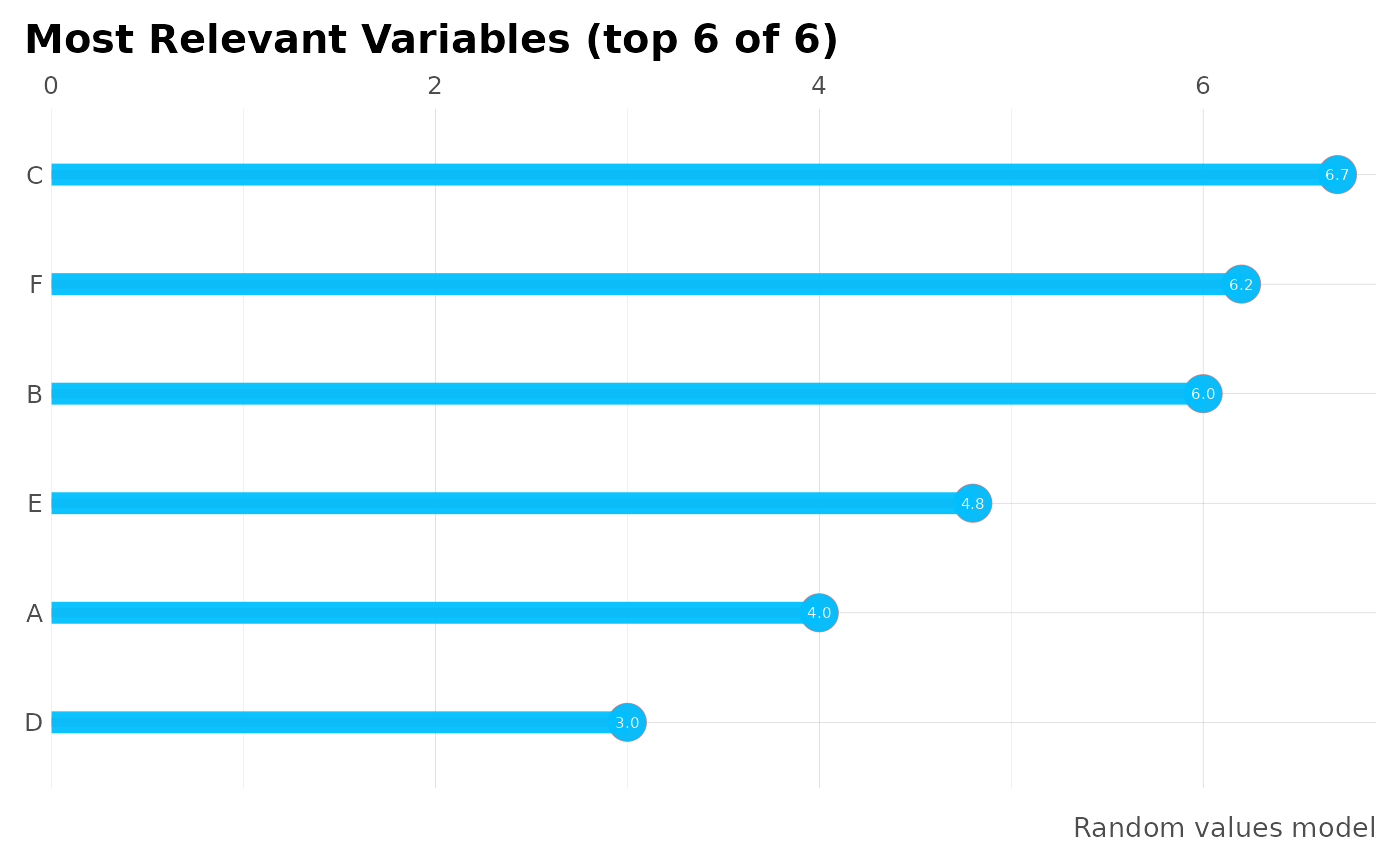 Most Relevant Variables (top 6 of 6)
0 2 4 6
C 6.7
F 6.2
B 6.0
E 4.8
A 4.0
D 3.0
Random values model